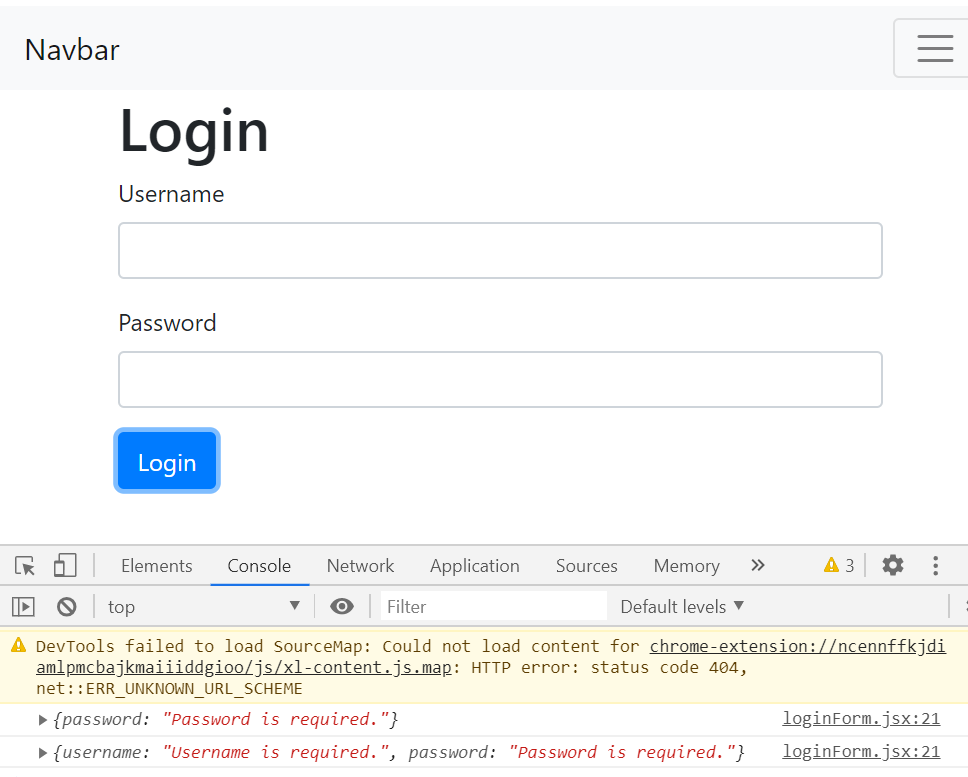 Navbar
Login
Username
Password
Login
Elements Console Network Application Sources Memory » 3
top Filter Default levels
DevTools failed to load SourceMap: Could not load content for chrome-extension://ncennffkjdi
amlpmcbajkmaiiiddgioo/js/xl-content.js.map: HTTP error: status code 404,
net::ERR_UNKNOWN_URL_SCHEME
{password: "Password is required."} loginForm.jsx:21
{username: "Username is required.", password: "Password is required."} loginForm.jsx:21